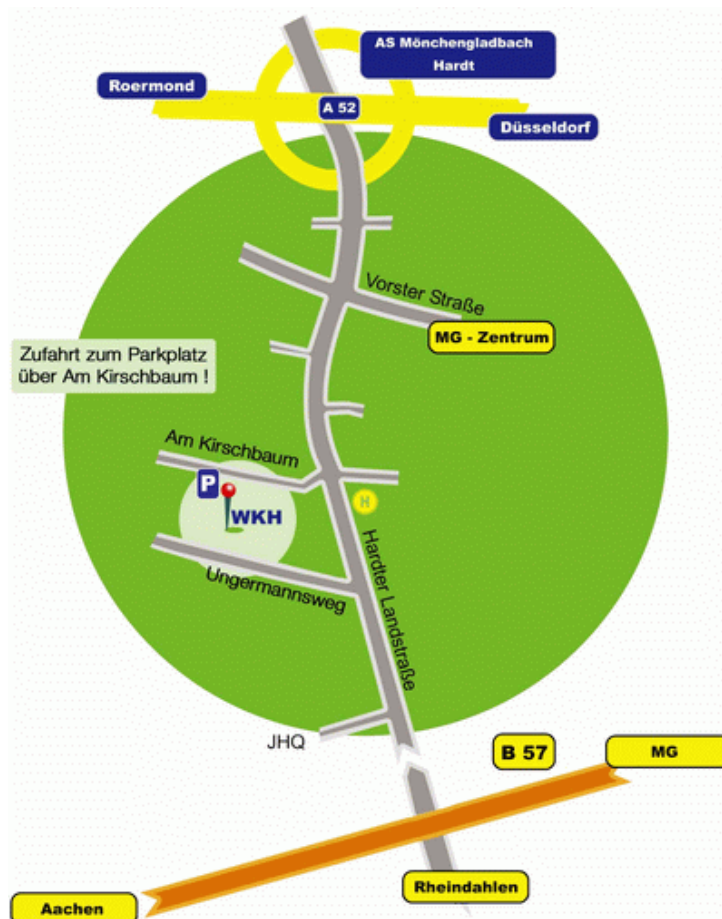 AS Mönchengladbach
Hardt
Roermond
A 52
Düsseldorf
Vorster Straße
MG - Zentrum
Zufahrt zum Parkplatz
über Am Kirschbaum !
Am Kirschbaum
P
WKH
H
Ungermannsweg
Hardter Landstraße
JHQ
B 57
MG
Rheindahlen
Aachen